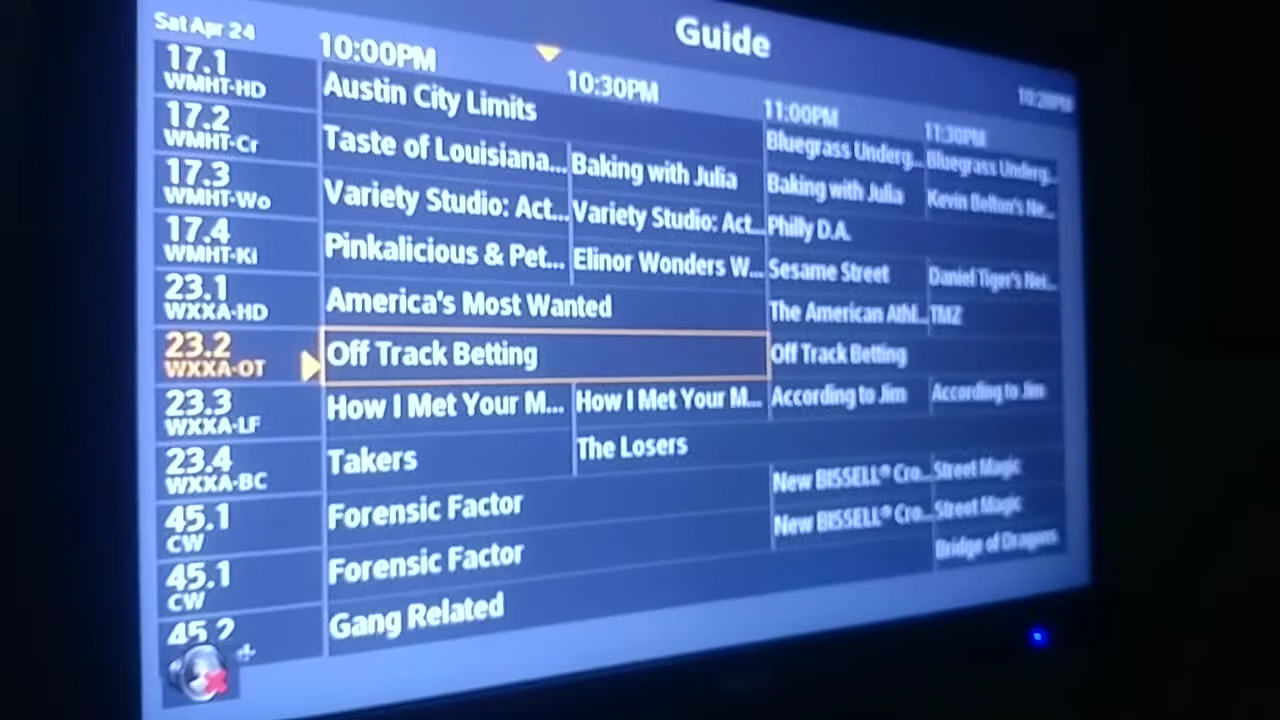 Guide
Sat Apr 24 10:00PM 10:30PM 11:00PM 11:30PM 10:28PM
17.1 WMHT-HD Austin City Limits Bluegrass Underg... Bluegrass Underg...
17.2 WMHT-Cr Taste of Louisiana... Baking with Julia Baking with Julia Kevin Belton's Ne...
17.3 WMHT-Wo Variety Studio: Act... Variety Studio: Act... Philly D.A.
17.4 WMHT-Ki Pinkalicious & Pet... Elinor Wonders W... Sesame Street Daniel Tiger's Nei...
23.1 WXXA-HD America's Most Wanted The American Athl... TMZ
23.2 WXXA-OT Off Track Betting Off Track Betting
23.3 WXXA-LF How I Met Your M... How I Met Your M... According to Jim According to Jim
23.4 WXXA-BC Takers The Losers
45.1 CW Forensic Factor New BISSELL® Cro... Street Magic
45.1 CW Forensic Factor New BISSELL® Cro... Street Magic
45.2 Gang Related Bridge of Dragons